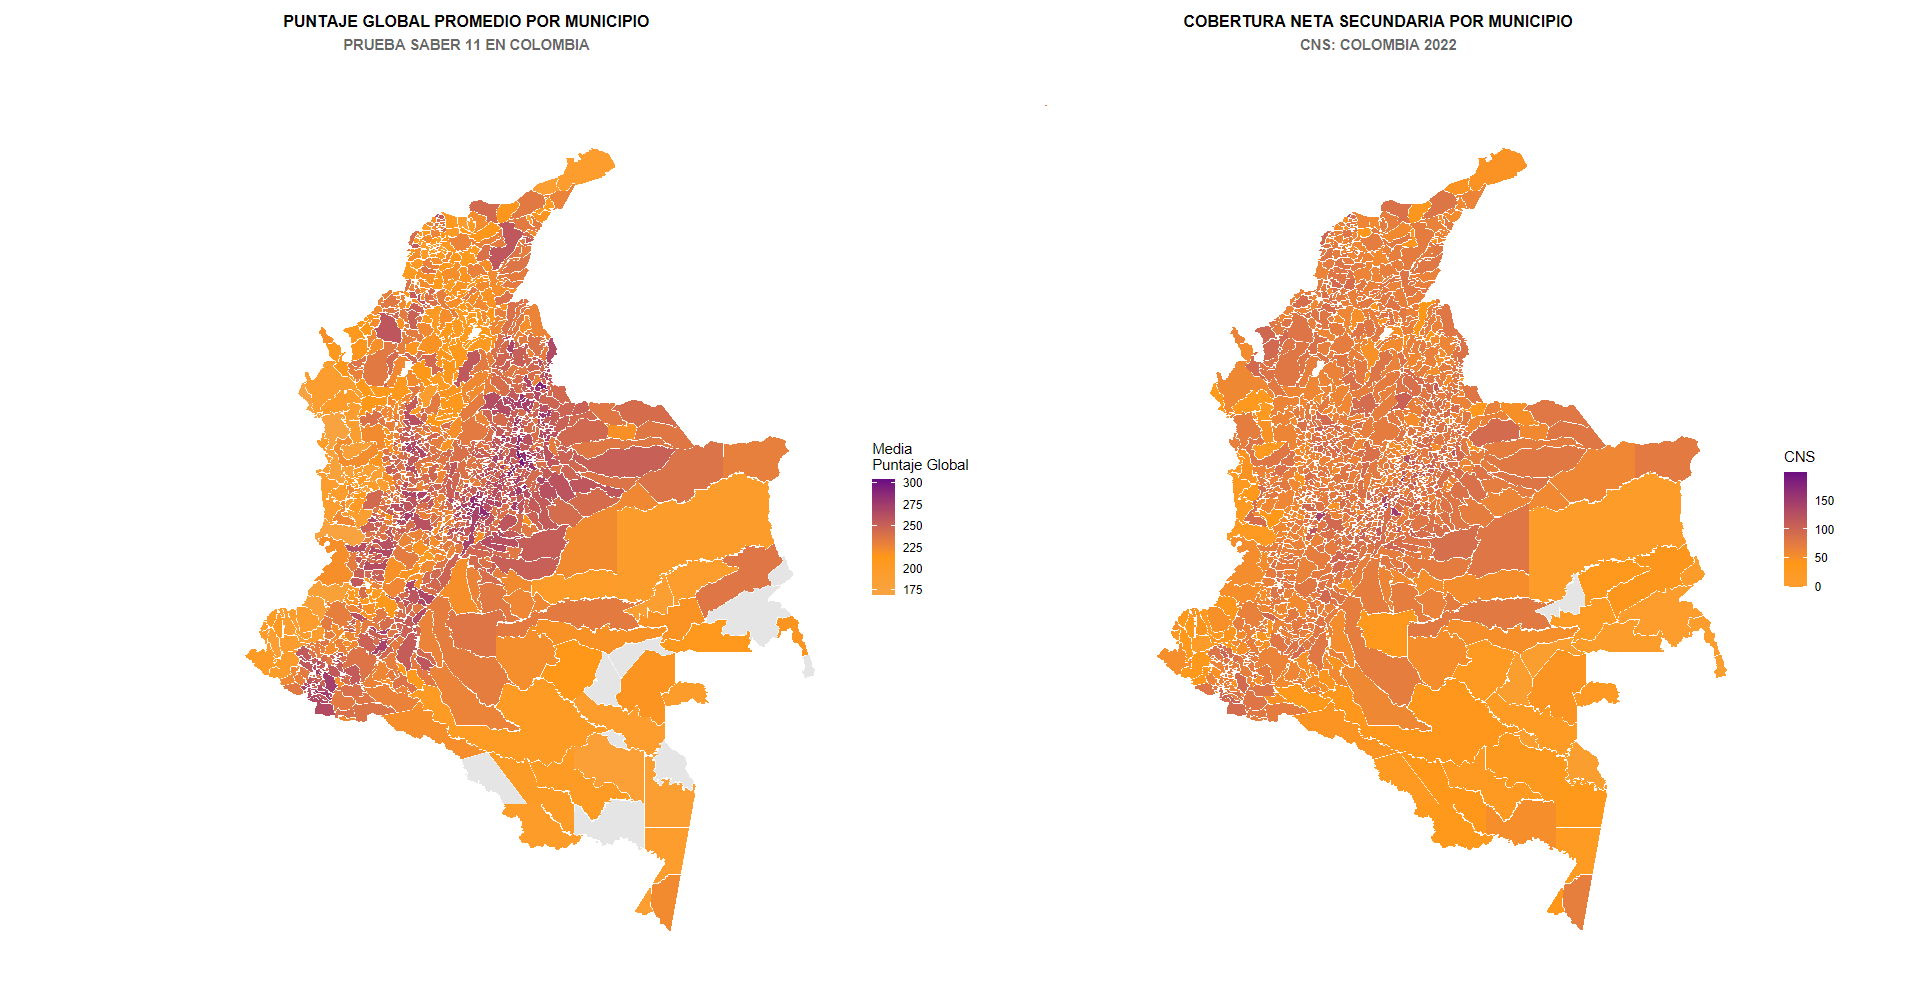 PUNTAJE GLOBAL PROMEDIO POR MUNICIPIO
PRUEBA SABER 11 EN COLOMBIA
Media
Puntaje Global
300
275
250
225
200
175
COBERTURA NETA SECUNDARIA POR MUNICIPIO
CNS: COLOMBIA 2022
CNS
150
100
50
0